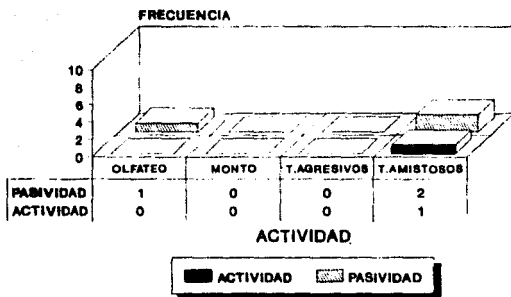 FRECUENCIA
10
8
6
4
2
0
OLFATEO MONTO T.AGRESIVOS T.AMISTOSOS
PASIVIDAD 1 0 0 2
ACTIVIDAD 0 0 0 1
ACTIVIDAD
ACTIVIDAD PASIVIDAD